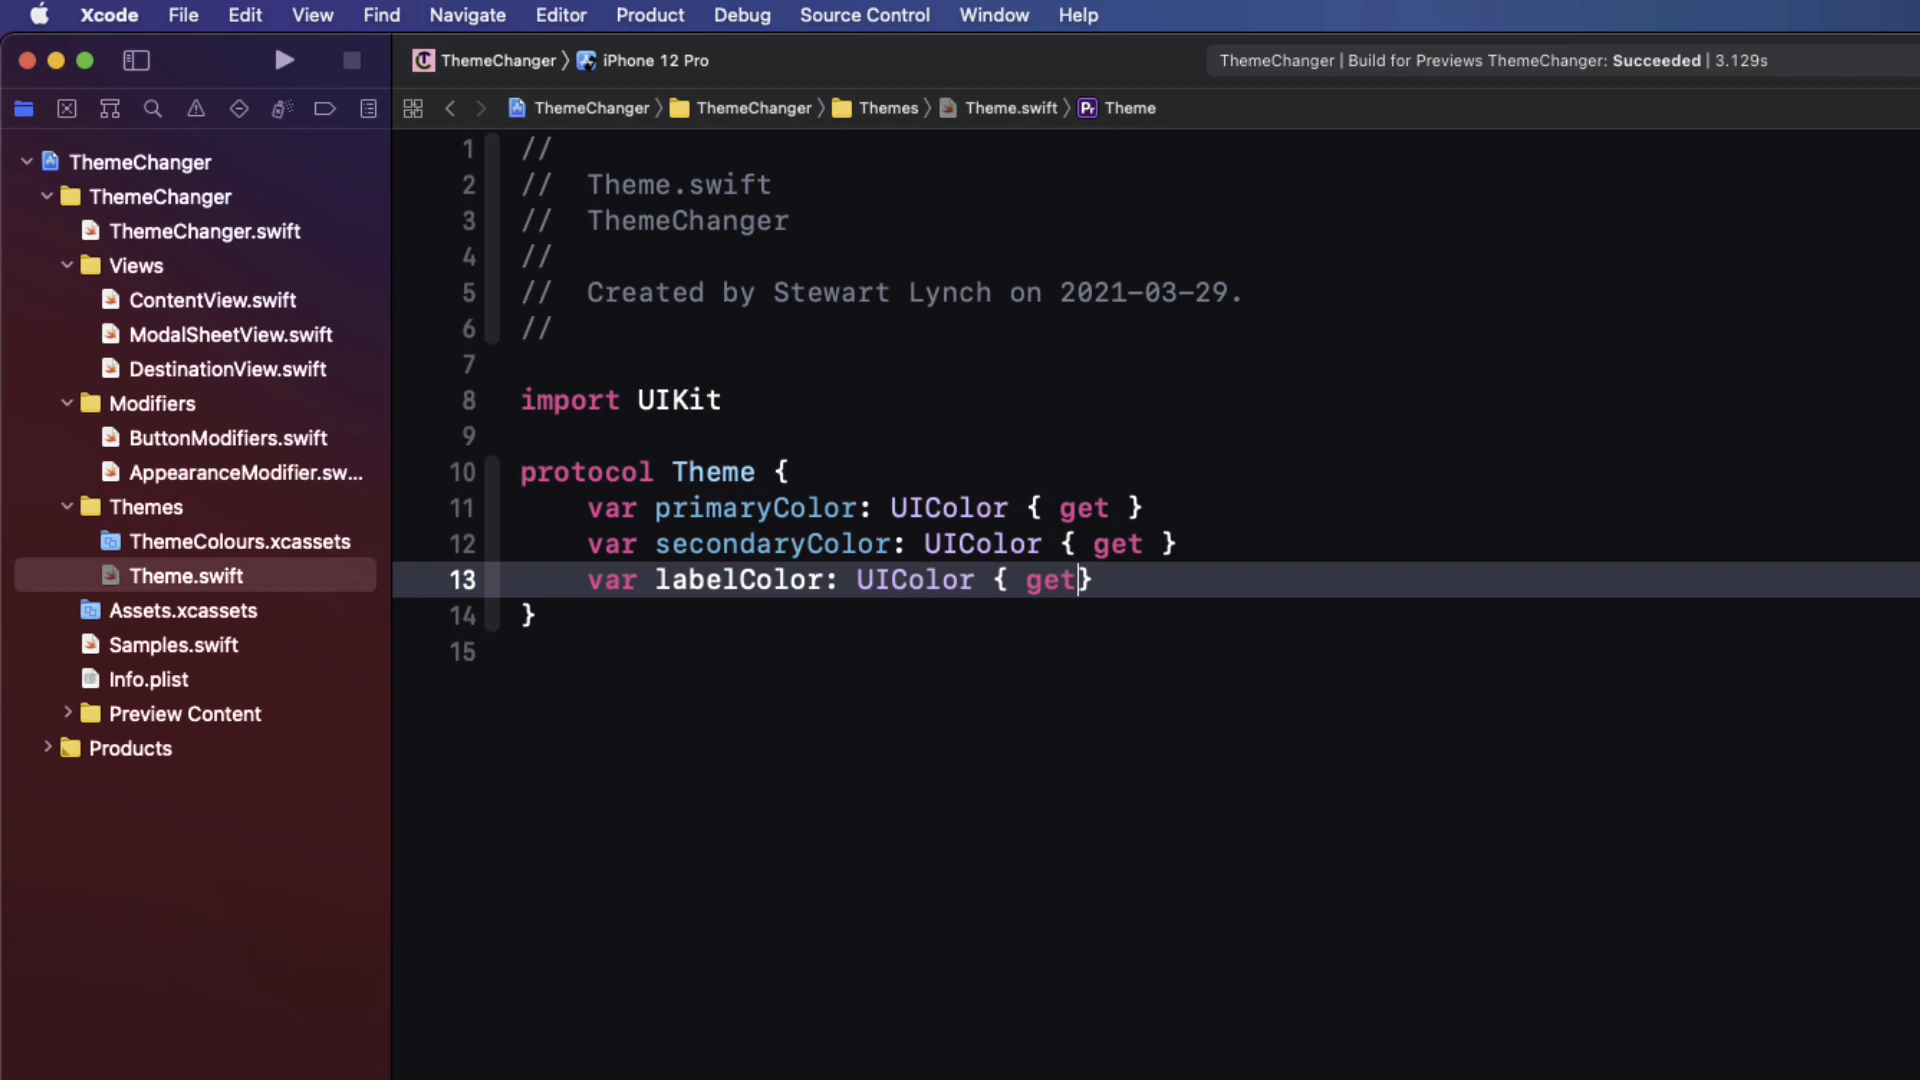 Xcode File Edit View Find Navigate Editor Product Debug Source Control Window Help
ThemeChanger 〉 iPhone 12 Pro
ThemeChanger | Build for Previews ThemeChanger: Succeeded | 3.129s
ThemeChanger 〉 ThemeChanger 〉 Themes 〉 Theme.swift 〉 Pr Theme
ThemeChanger
ThemeChanger
ThemeChanger.swift
Views
ContentView.swift
ModalSheetView.swift
DestinationView.swift
Modifiers
ButtonModifiers.swift
AppearanceModifier.sw...
Themes
ThemeColours.xcassets
Theme.swift
Assets.xcassets
Samples.swift
Info.plist
Preview Content
Products
1 //
2 //  Theme.swift
3 //  ThemeChanger
4 //
5 //  Created by Stewart Lynch on 2021-03-29.
6 //
7
8 import UIKit
9
10 protocol Theme {
11     var primaryColor: UIColor { get }
12     var secondaryColor: UIColor { get }
13     var labelColor: UIColor { get}
14 }
15